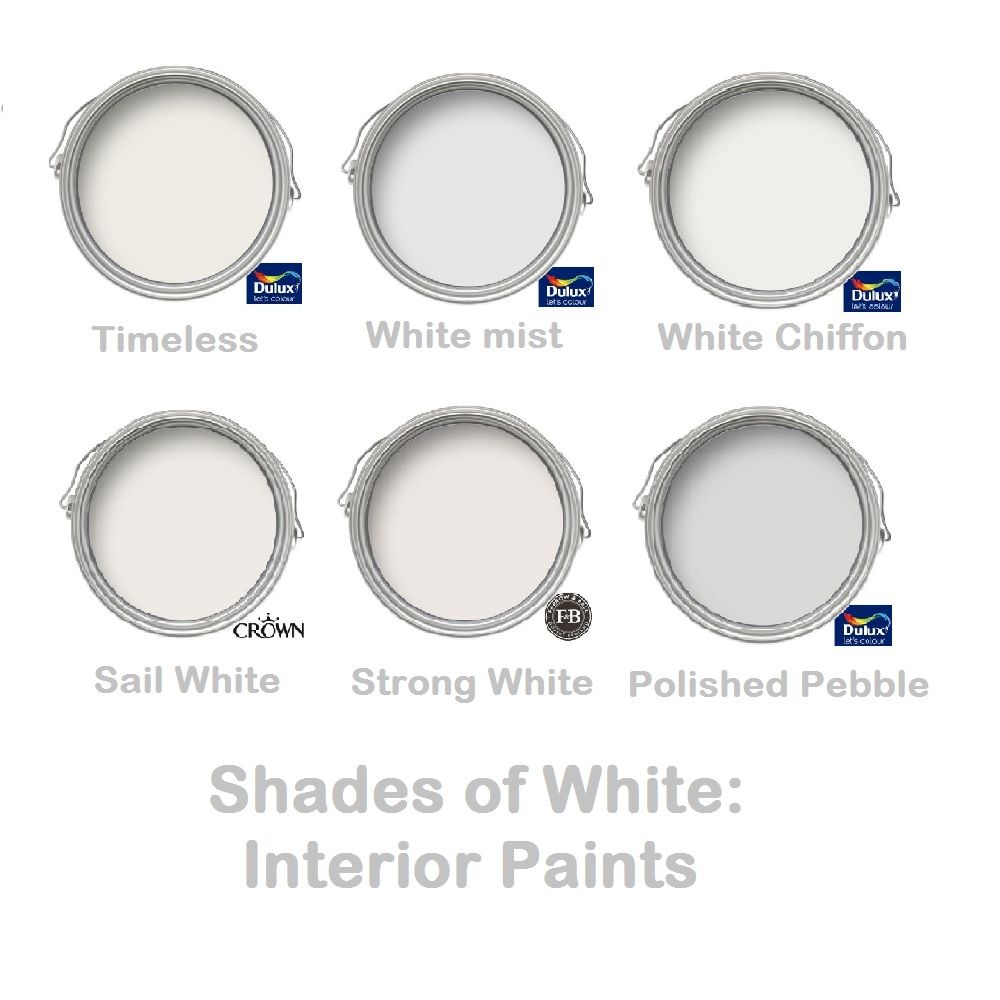 Dulux
let's colour
Dulux
let's colour
Dulux
let's colour
Timeless
White mist
White Chiffon
CROWN
F&B
Dulux
let's colour
Sail White
Strong White
Polished Pebble
Shades of White:
Interior Paints